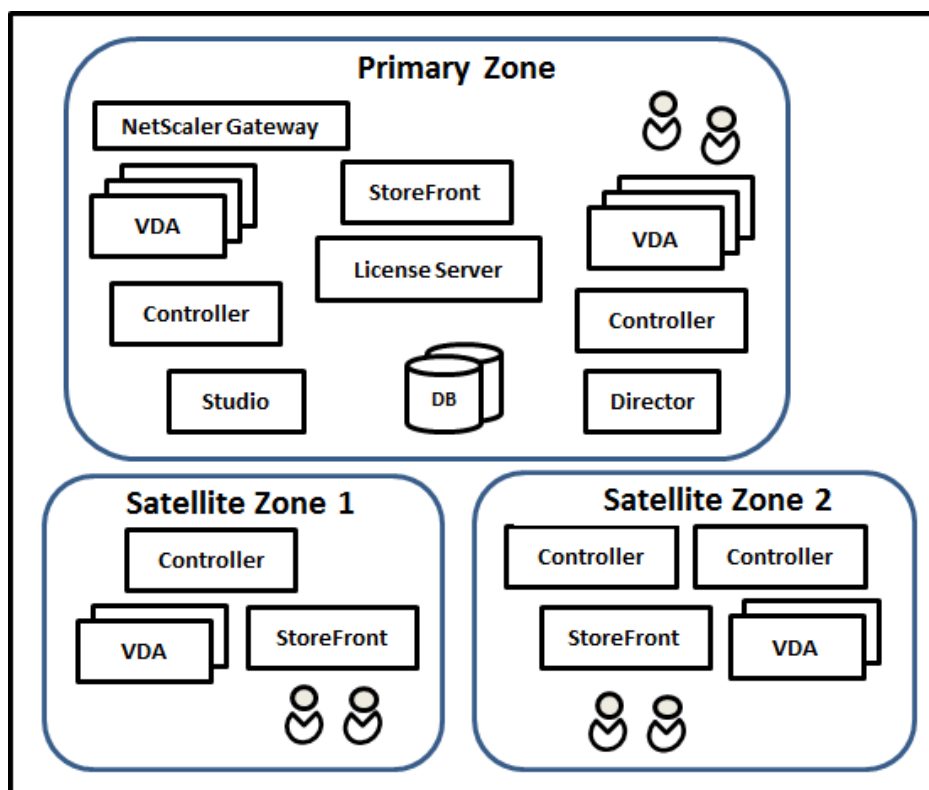 Primary Zone
NetScaler Gateway
StoreFront
VDA
VDA
License Server
Controller
Controller
Studio
DB
Director
Satellite Zone 1
Controller
VDA
StoreFront
Satellite Zone 2
Controller
Controller
StoreFront
VDA